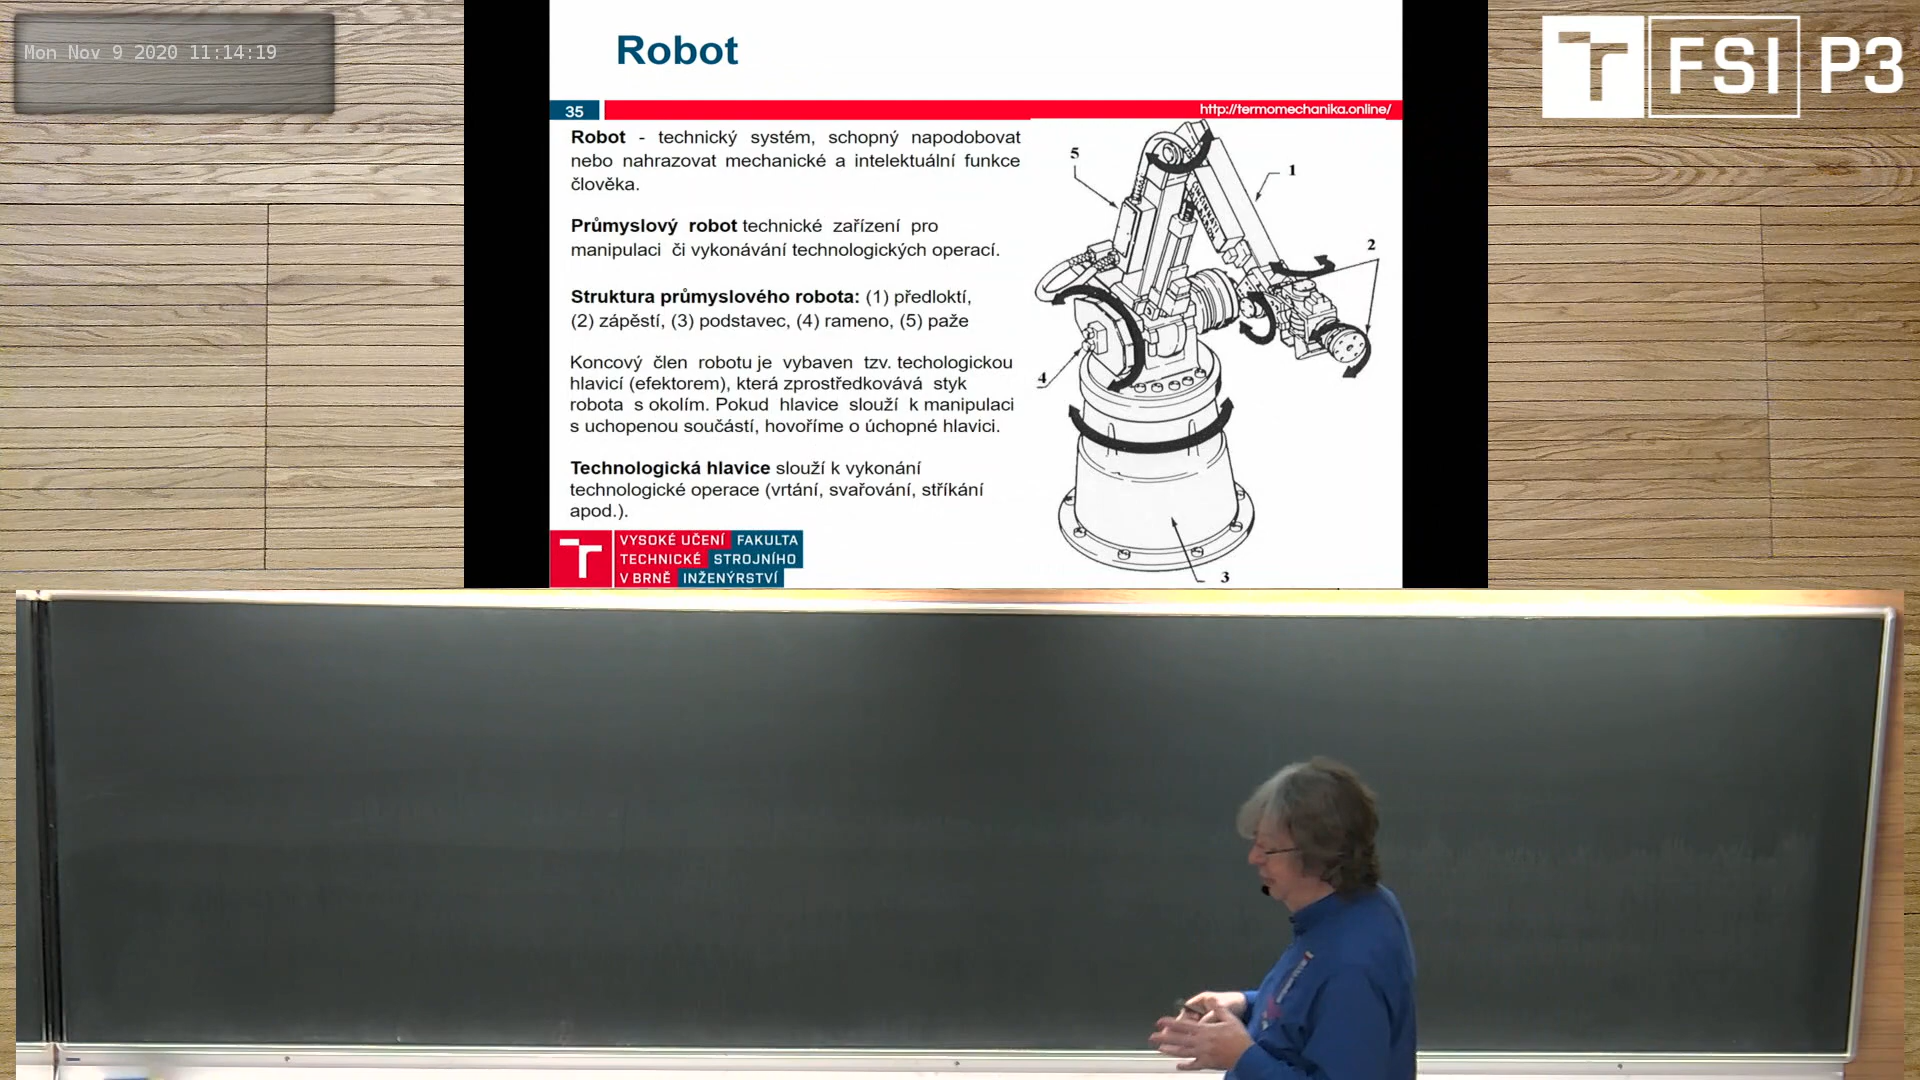 Mon Nov 9 2020 11:14:19
FSI P3
Robot
35
http://termomechanika.online/
Robot - technický systém, schopný napodobovat
nebo nahrazovat mechanické a intelektuální funkce
člověka.
Průmyslový robot technické zařízení pro
manipulaci či vykonávání technologických operací.
Struktura průmyslového robota: (1) předloktí,
(2) zápěstí, (3) podstavec, (4) rameno, (5) paže
Koncový člen robotu je vybaven tzv. techologickou
hlavicí (efektorem), která zprostředkovává styk
robota s okolím. Pokud hlavice slouží k manipulaci
s uchopenou součástí, hovoříme o úchopné hlavici.
Technologická hlavice slouží k vykonání
technologické operace (vrtání, svařování, stříkání
apod.).
5
1
2
4
3
VYSOKÉ UČENÍ FAKULTA
TECHNICKÉ STROJNÍHO
V BRNĚ INŽENÝRSTVÍ